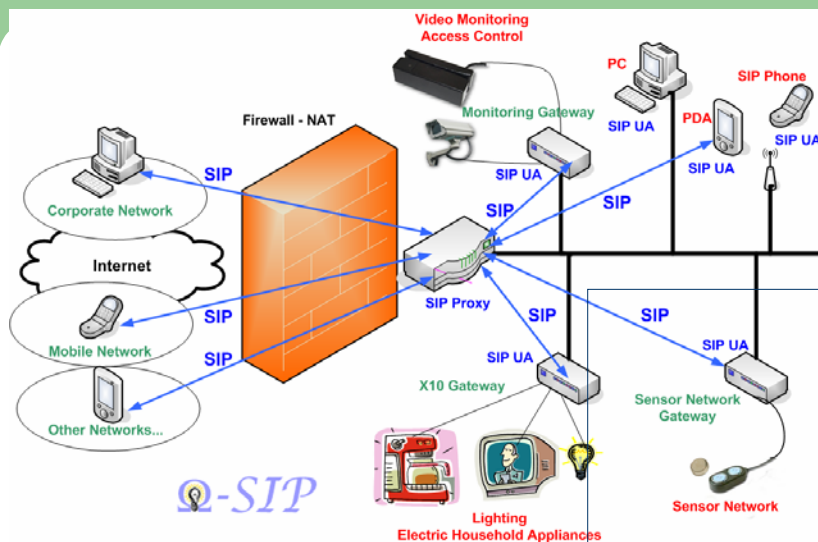 Video Monitoring
Access Control
Monitoring Gateway
SIP UA
PC
SIP UA
PDA
SIP UA
SIP Phone
SIP UA
Firewall - NAT
SIP
Corporate Network
Internet
SIP
Mobile Network
SIP
Other Networks...
SIP
SIP
SIP Proxy
SIP
SIP
SIP UA
X10 Gateway
SIP UA
Sensor Network
Gateway
Lighting
Electric Household Appliances
Sensor Network
Ω-SIP